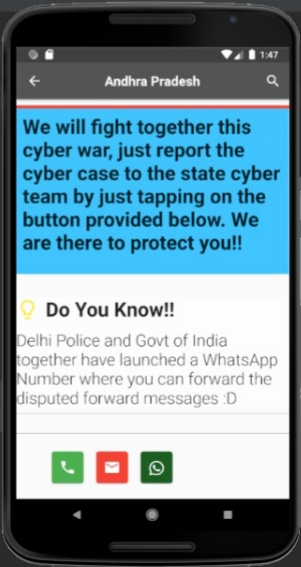 1:47
Andhra Pradesh
We will fight together this
cyber war, just report the
cyber case to the state cyber
team by just tapping on the
button provided below. We
are there to protect you!!
Do You Know!!
Delhi Police and Govt of India
together have launched a WhatsApp
Number where you can forward the
disputed forward messages :D